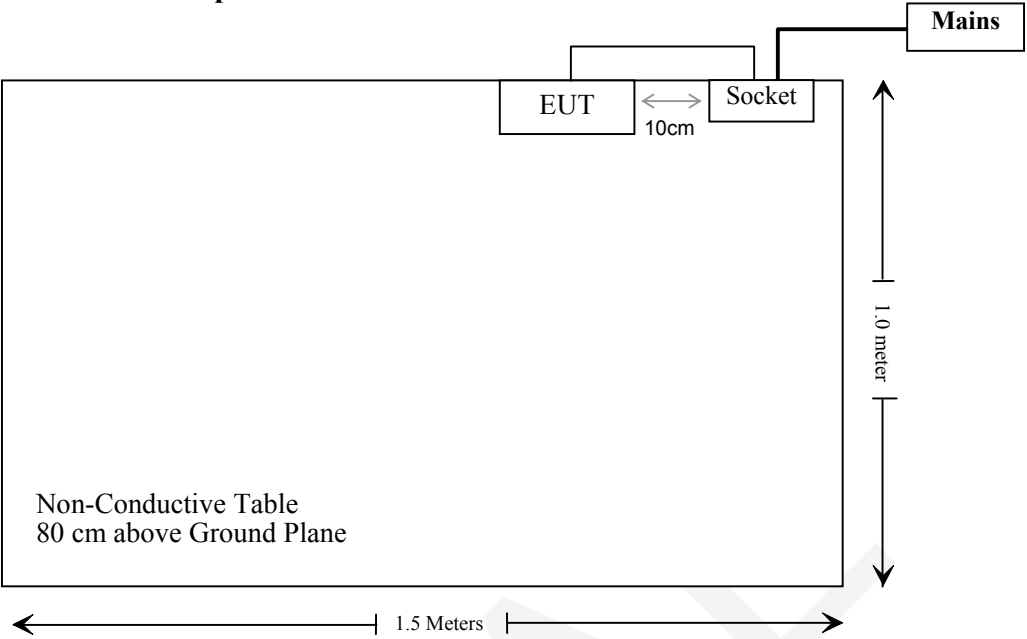 Mains
EUT
Socket
10cm
1.0 meter
Non-Conductive Table
80 cm above Ground Plane
1.5 Meters